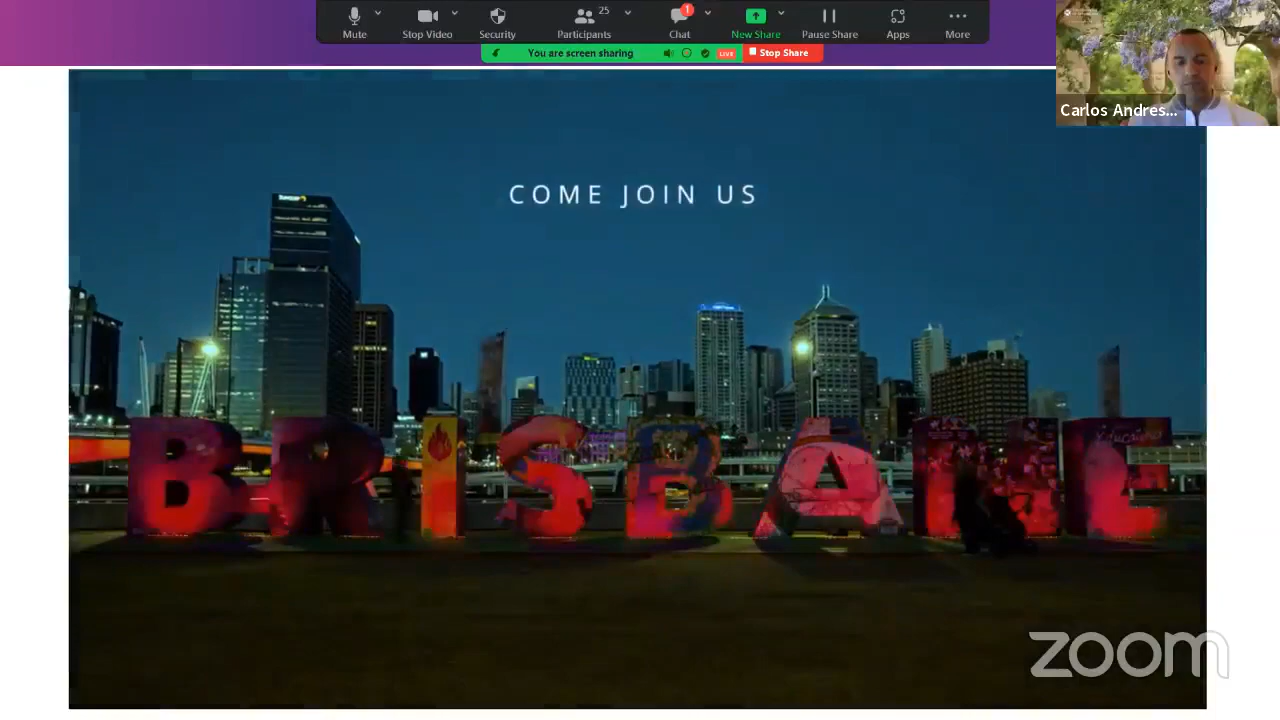 25
1
Mute
Stop Video
Security
Participants
Chat
New Share
Pause Share
Apps
More
You are screen sharing
LIVE
Stop Share
Carlos Andres...
COME JOIN US
BRISBANE
zoom